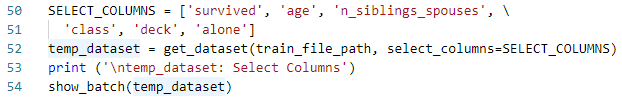 50 SELECT_COLUMNS = ['survived', 'age', 'n_siblings_spouses', \
51     'class', 'deck', 'alone']
52 temp_dataset = get_dataset(train_file_path, select_columns=SELECT_COLUMNS)
53 print ('\ntemp_dataset: Select Columns')
54 show_batch(temp_dataset)